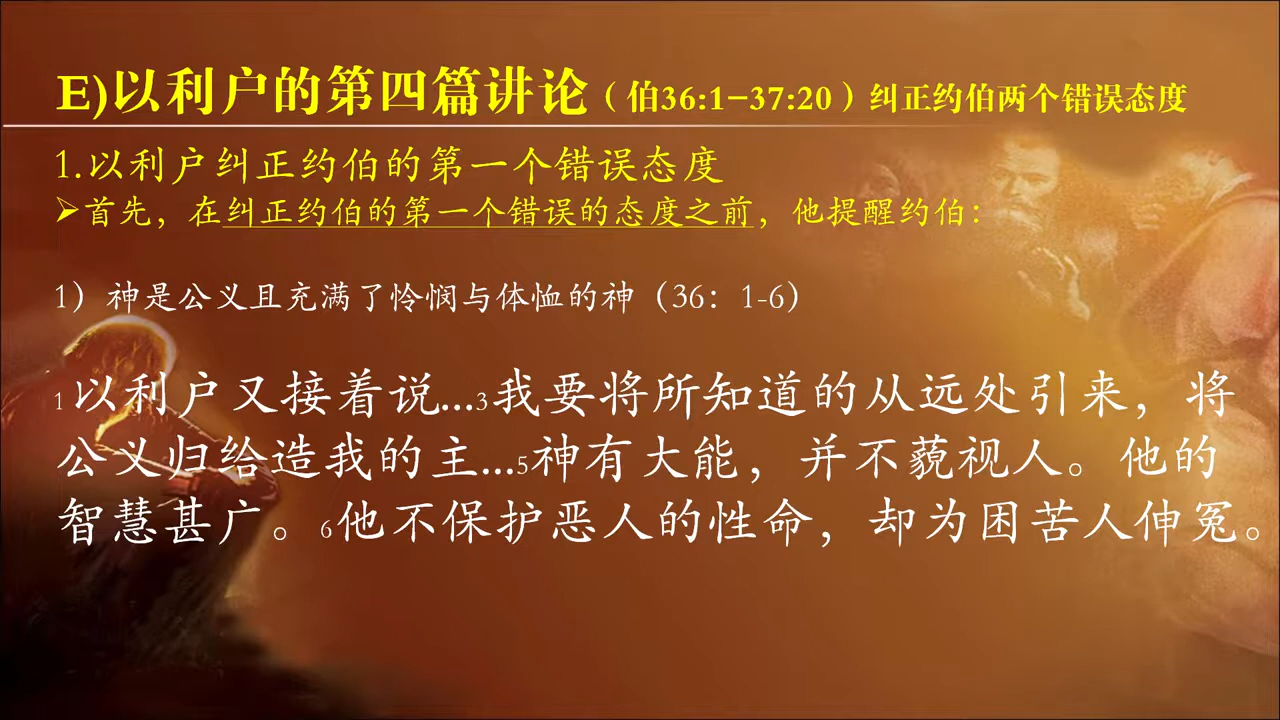 E)以利户的第四篇讲论（伯36:1-37:20）纠正约伯两个错误态度
1.以利户纠正约伯的第一个错误态度
➢首先，在纠正约伯的第一个错误的态度之前，他提醒约伯：
1）神是公义且充满了怜悯与体恤的神（36：1-6）
1以利户又接着说...3我要将所知道的从远处引来，将
公义归给造我的主...5神有大能，并不藐视人。他的
智慧甚广。6他不保护恶人的性命，却为困苦人伸冤。